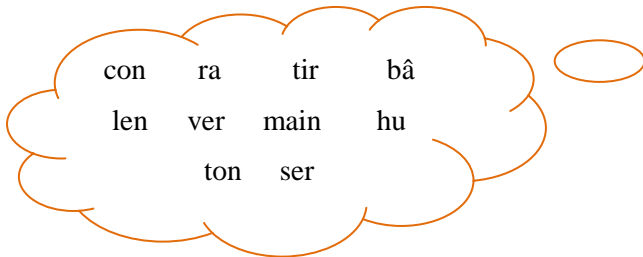 con ra tir bâ
len ver main hu
ton ser